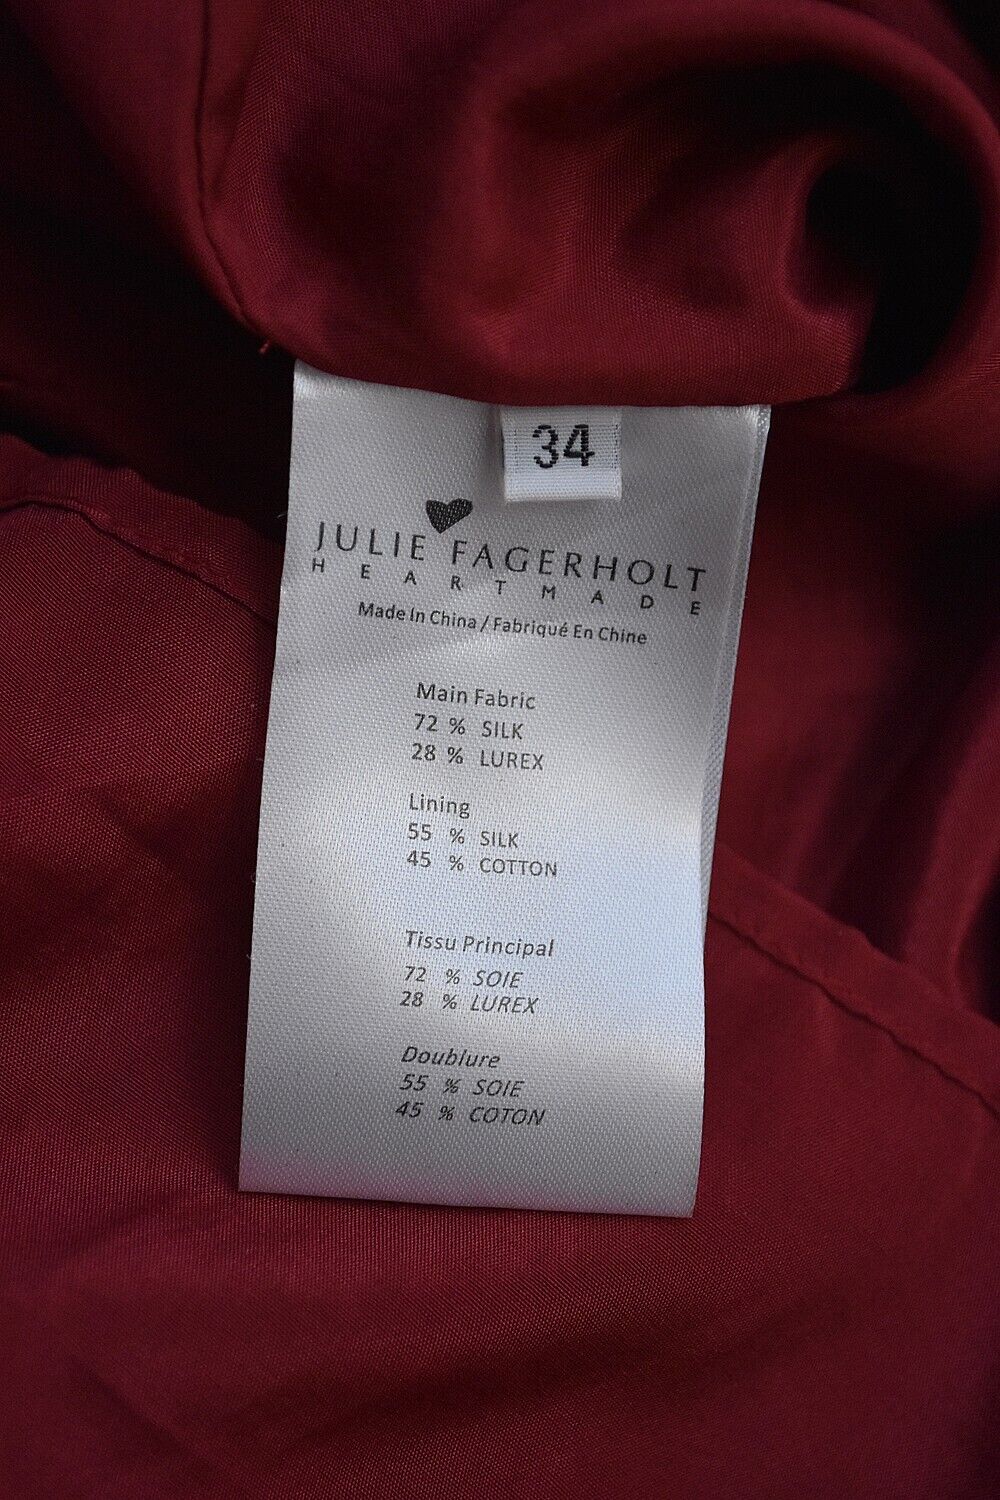 34
JULIE FAGERHOLT
HEARTMADE
Made In China / Fabriqué En Chine
Main Fabric
72 % SILK
28 % LUREX
Lining
55 % SILK
45 % COTTON
Tissu Principal
72 % SOIE
28 % LUREX
Doublure
55 % SOIE
45 % COTON